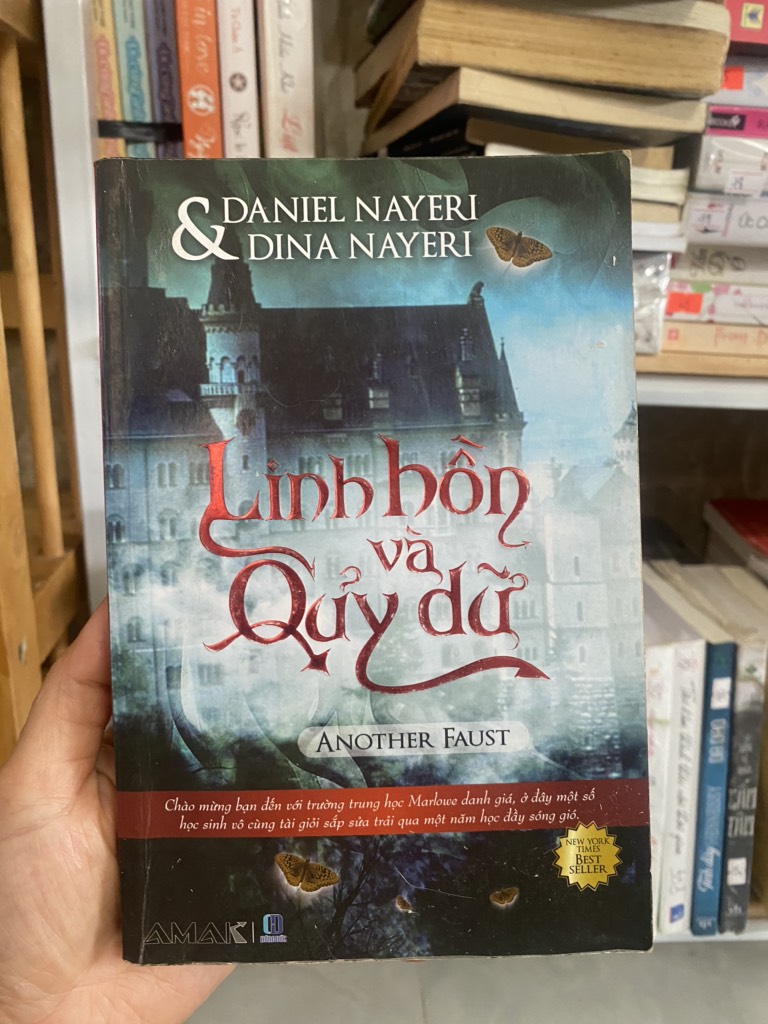 & DANIEL NAYERI
DINA NAYERI
Linh hồn
và
Quỷ dữ
ANOTHER FAUST
Chào mừng bạn đến với trường trung học Marlowe danh giá, ở đây một số
học sinh vô cùng tài giỏi sắp sửa trải qua một năm học đầy sóng gió.
NEW YORK
TIMES
BEST
SELLER
AMAK
in love